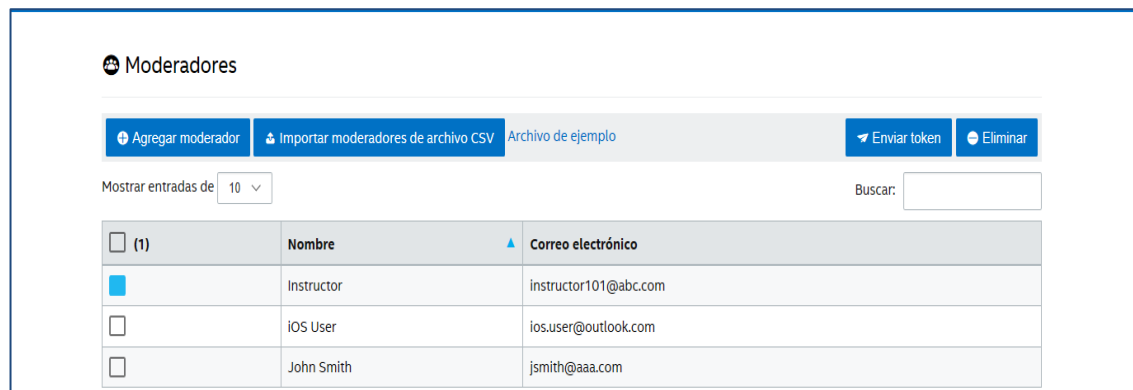 Moderadores
Agregar moderador Importar moderadores de archivo CSV Archivo de ejemplo Enviar token Eliminar
Mostrar entradas de 10 Buscar:
(1) Nombre Correo electrónico
Instructor instructor101@abc.com
iOS User ios.user@outlook.com
John Smith jsmith@aaa.com